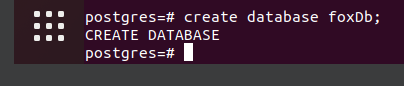 postgres=# create database foxDb;
CREATE DATABASE
postgres=#